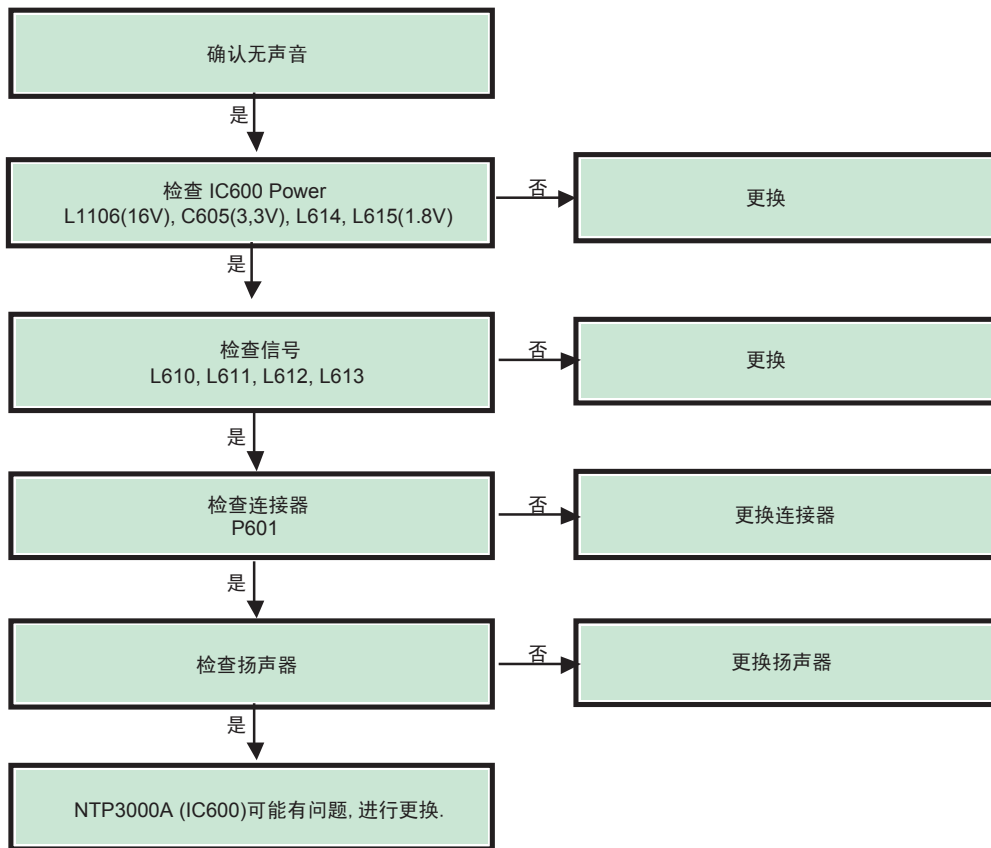 确认无声音
是
检查 IC600 Power
L1106(16V), C605(3,3V), L614, L615(1.8V)
否
更换
是
检查信号
L610, L611, L612, L613
否
更换
是
检查连接器
P601
否
更换连接器
是
检查扬声器
否
更换扬声器
是
NTP3000A (IC600)可能有问题, 进行更换.